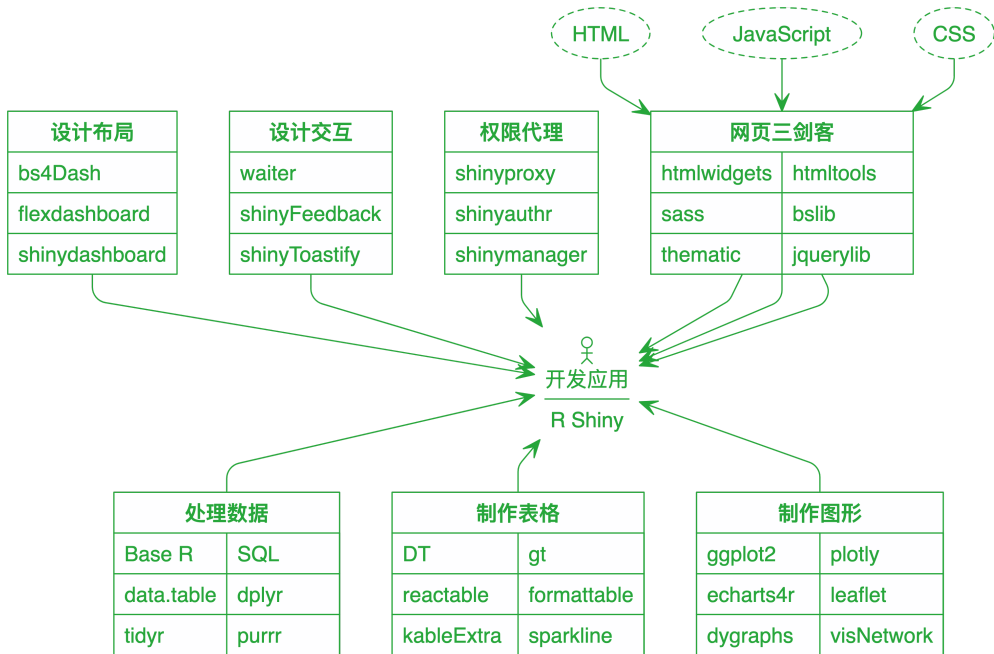 HTML
JavaScript
CSS
设计布局
bs4Dash
flexdashboard
shinydashboard
设计交互
waiter
shinyFeedback
shinyToastify
权限代理
shinyproxy
shinyauthr
shinymanager
网页三剑客
htmlwidgets htmltools
sass bslib
thematic jquerylib
开发应用
R Shiny
处理数据
Base R SQL
data.table dplyr
tidyr purrr
制作表格
DT gt
reactable formattable
kableExtra sparkline
制作图形
ggplot2 plotly
echarts4r leaflet
dygraphs visNetwork